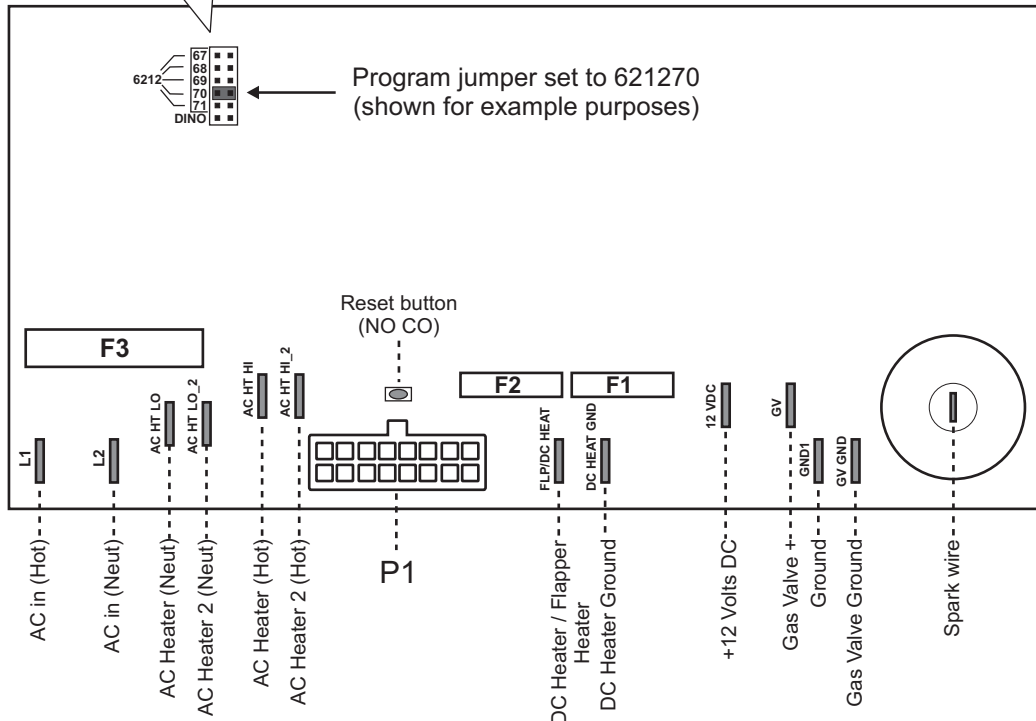 67
68
6212 69
70
71
DINO
Program jumper set to 621270
(shown for example purposes)
Reset button
(NO CO)
F3
F2
F1
L1
L2
AC HT LO
AC HT LO_2
AC HT HI
AC HT HI_2
FLP/DC HEAT
DC HEAT GND
12 VDC
GV
GND1
GV GND
AC in (Hot)
AC in (Neut)
AC Heater (Neut)
AC Heater 2 (Neut)
AC Heater (Hot)
AC Heater 2 (Hot)
P1
DC Heater / Flapper
Heater
DC Heater Ground
+12 Volts DC
Gas Valve +
Ground
Gas Valve Ground
Spark wire